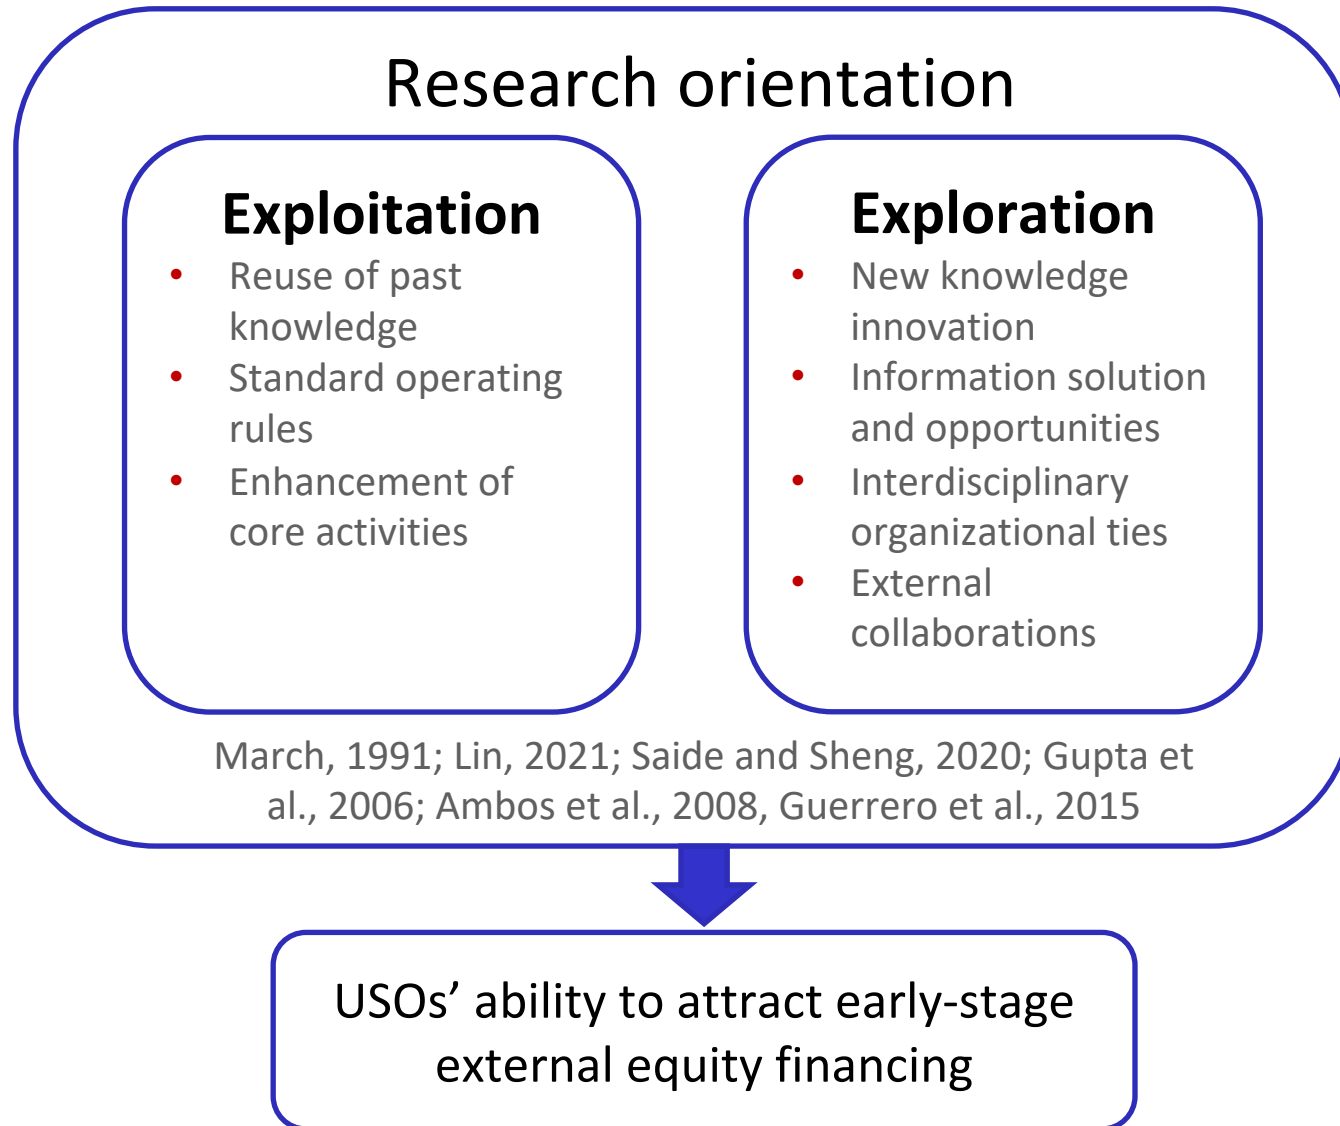 Research orientation
Exploitation
• Reuse of past
knowledge
• Standard operating
rules
• Enhancement of
core activities
Exploration
• New knowledge
innovation
• Information solution
and opportunities
• Interdisciplinary
organizational ties
• External
collaborations
March, 1991; Lin, 2021; Saide and Sheng, 2020; Gupta et
al., 2006; Ambos et al., 2008, Guerrero et al., 2015
USOs’ ability to attract early-stage
external equity financing